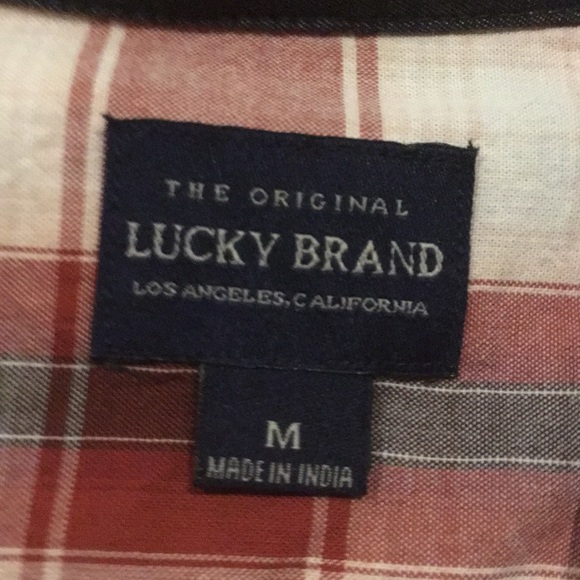 THE ORIGINAL
LUCKY BRAND
LOS ANGELES, CALIFORNIA
M
MADE IN INDIA